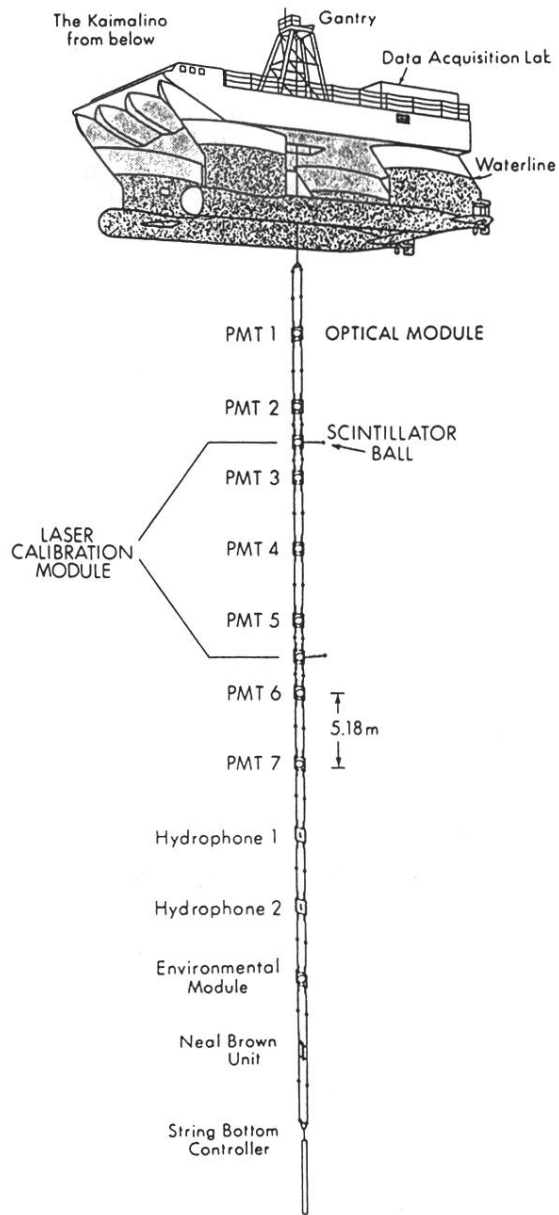 The Kaimalino
from below
Gantry
Data Acquisition Lab
Waterline
PMT 1
OPTICAL MODULE
PMT 2
SCINTILLATOR
BALL
PMT 3
LASER
CALIBRATION
MODULE
PMT 4
PMT 5
PMT 6
5.18m
PMT 7
Hydrophone 1
Hydrophone 2
Environmental
Module
Neal Brown
Unit
String Bottom
Controller